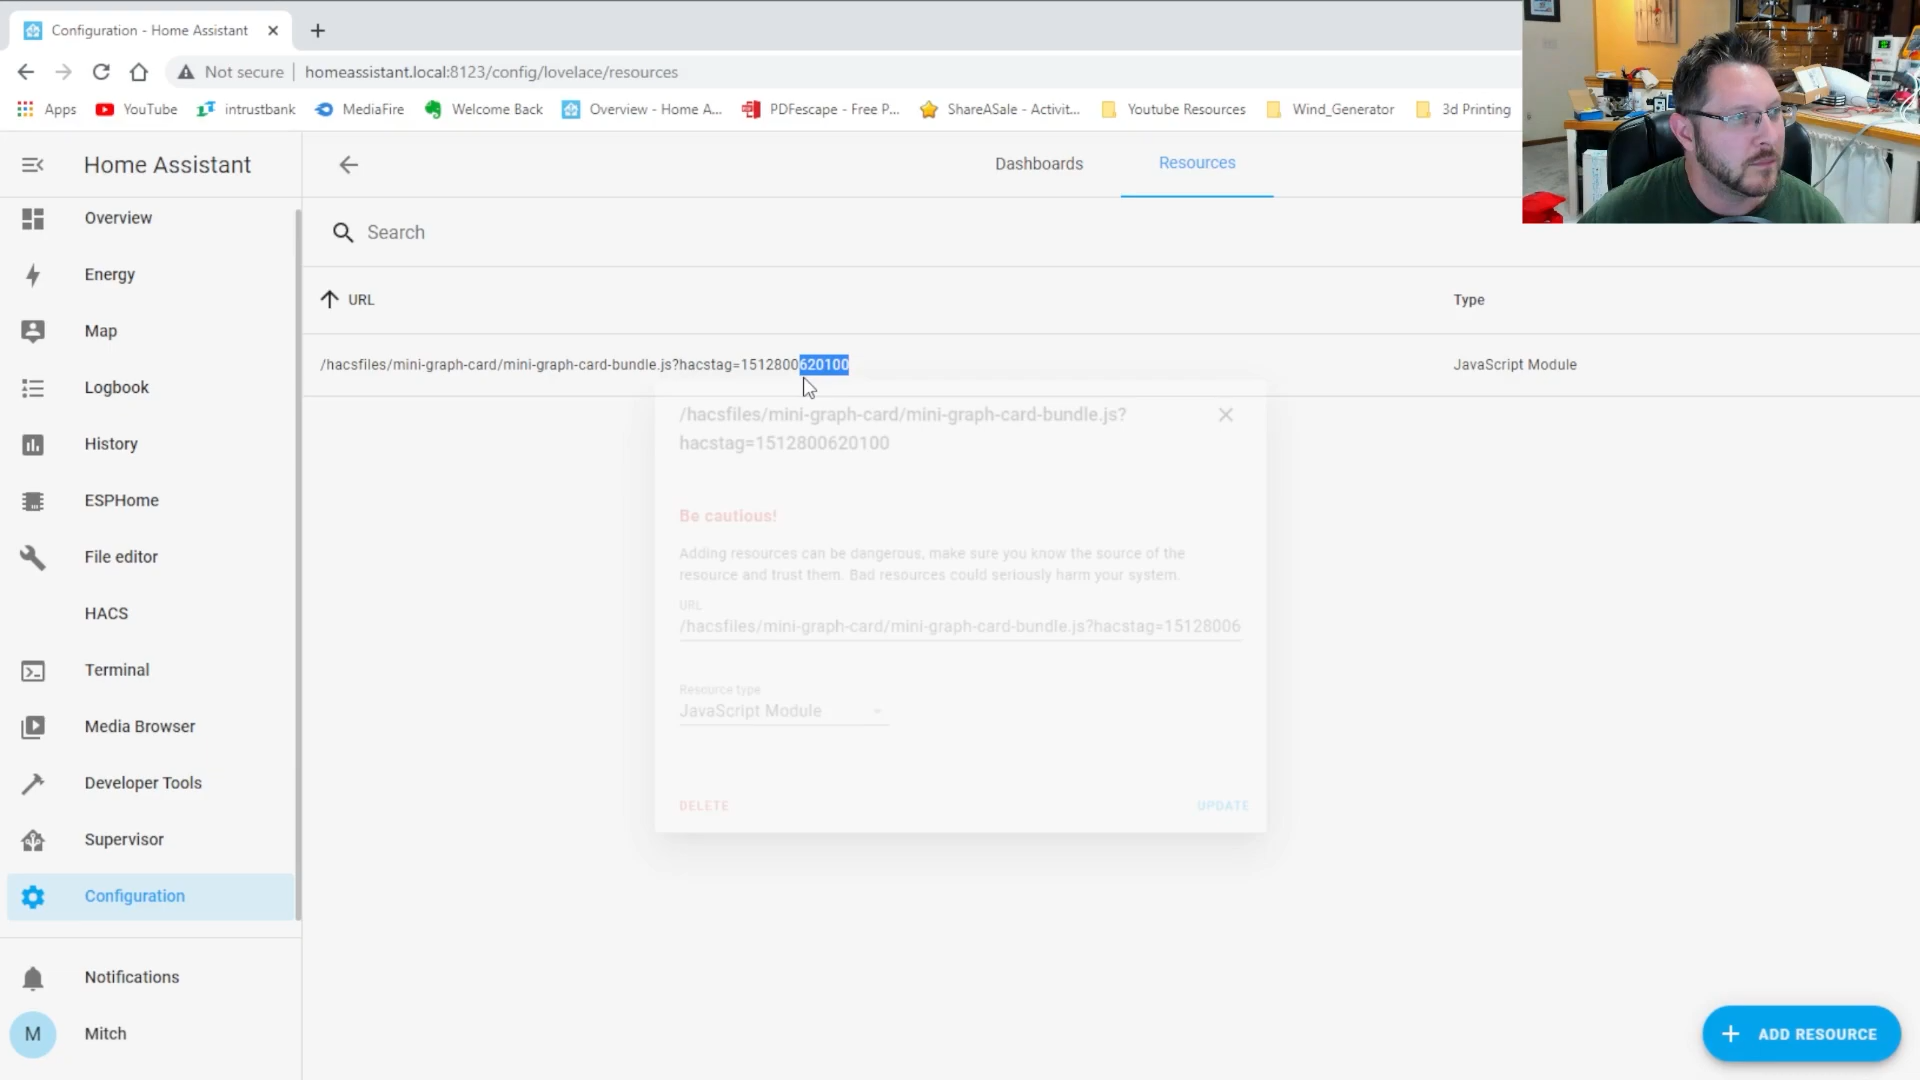 Configuration - Home Assistant
Not secure
homeassistant.local:8123/config/lovelace/resources
Apps
YouTube
intrustbank
MediaFire
Welcome Back
Overview - Home A...
PDFescape - Free P...
ShareASale - Activit...
Youtube Resources
Wind_Generator
3d Printing
Home Assistant
Dashboards
Resources
Overview
Energy
Map
Logbook
History
ESPHome
File editor
HACS
Terminal
Media Browser
Developer Tools
Supervisor
Configuration
Notifications
M
Mitch
Search
URL
Type
/hacsfiles/mini-graph-card/mini-graph-card-bundle.js?hacstag=1512800620100
JavaScript Module
/hacsfiles/mini-graph-card/mini-graph-card-bundle.js?
hacstag=1512800620100
Be cautious!
Adding resources can be dangerous, make sure you know the source of the
resource and trust them. Bad resources could seriously harm your system.
URL
/hacsfiles/mini-graph-card/mini-graph-card-bundle.js?hacstag=15128006
Resource type
JavaScript Module
DELETE
UPDATE
ADD RESOURCE